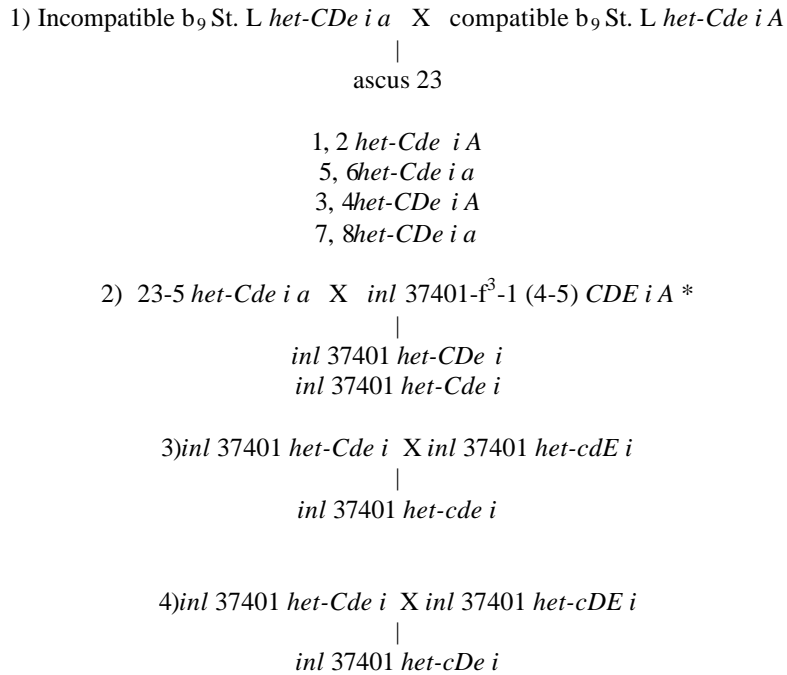 1) Incompatible b₉ St. L het-CDe i a X compatible b₉ St. L het-Cde i A
|
ascus 23
1, 2 het-Cde i A
5, 6het-Cde i a
3, 4het-CDe i A
7, 8het-CDe i a
2) 23-5 het-Cde i a X inl 37401-f³-1 (4-5) CDE i A *
|
inl 37401 het-CDe i
inl 37401 het-Cde i
3)inl 37401 het-Cde i X inl 37401 het-cdE i
|
inl 37401 het-cde i
4)inl 37401 het-Cde i X inl 37401 het-cDE i
|
inl 37401 het-cDe i